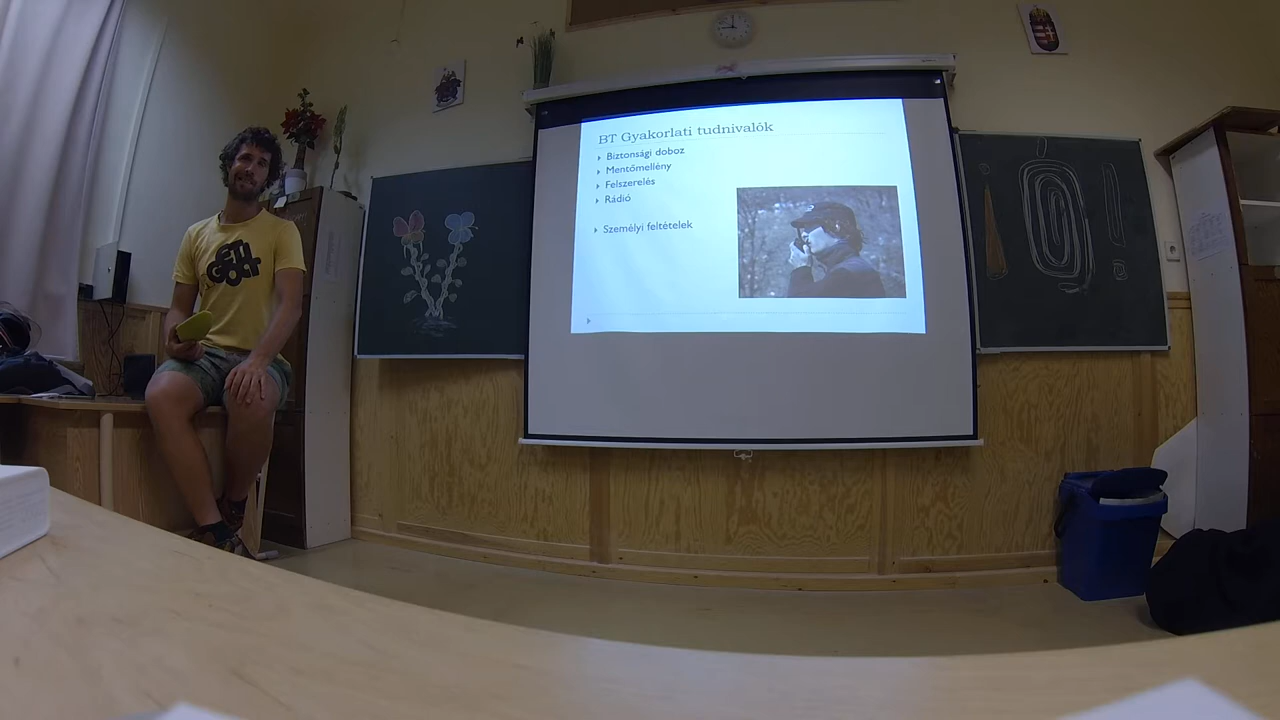 BT Gyakorlati tudnivalók
Biztonsági doboz
Mentőmellény
Felszerelés
Rádió
Személyi feltételek